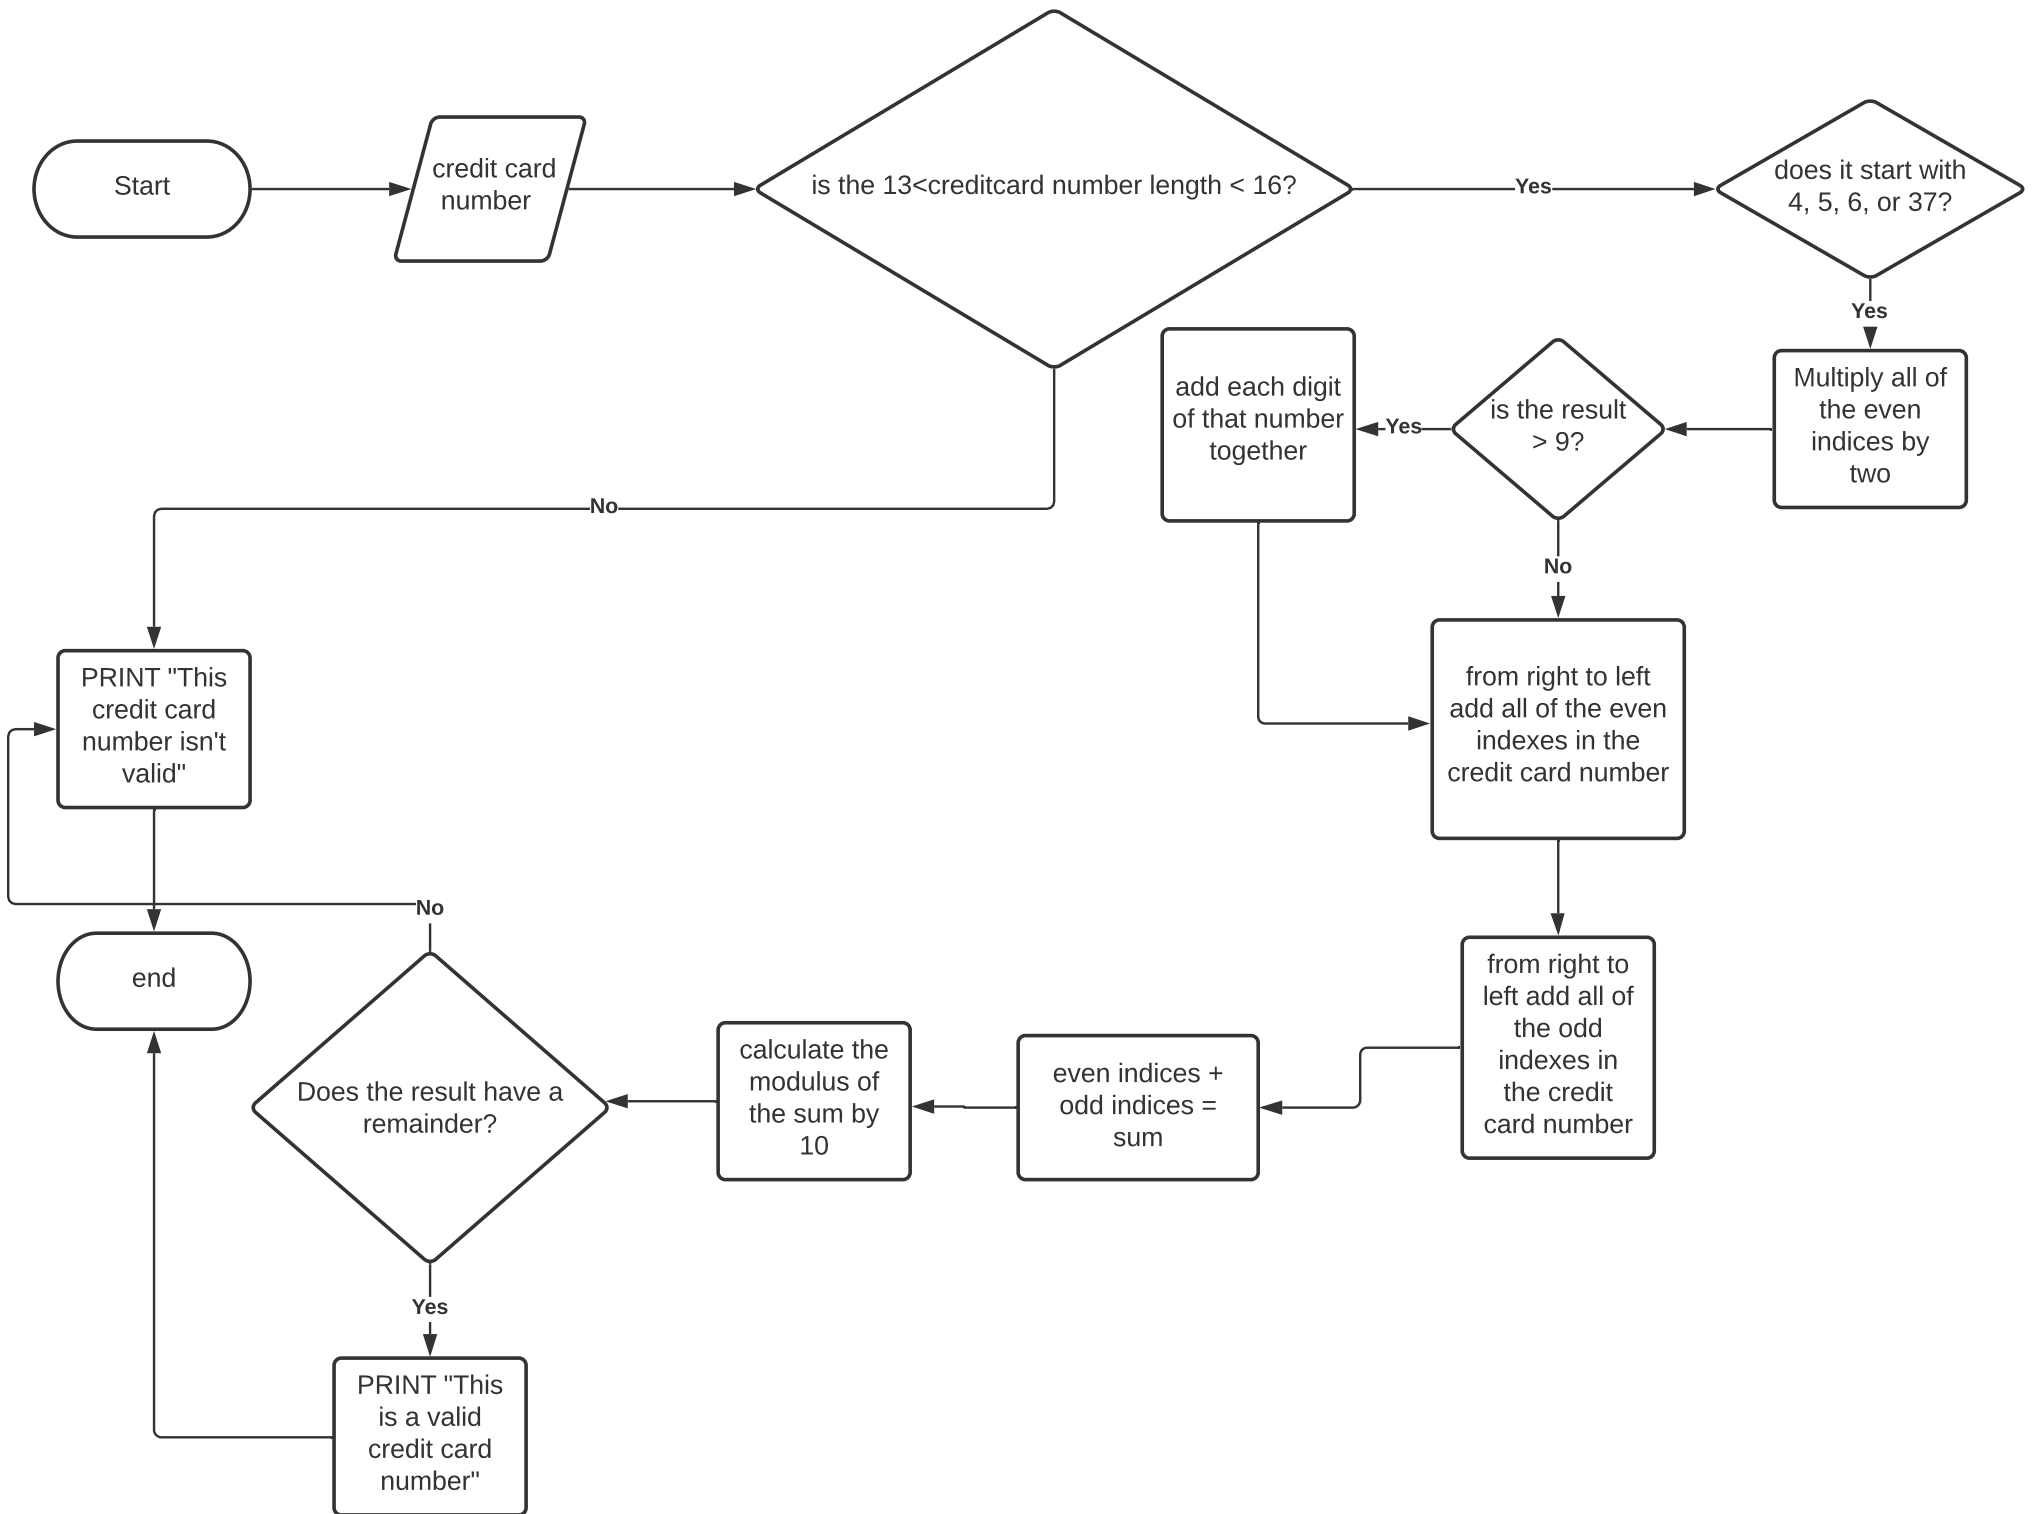 Start
credit card
number
is the 13<creditcard number length < 16?
Yes
does it start with
4, 5, 6, or 37?
Yes
Multiply all of
the even
indices by
two
is the result
> 9?
Yes
add each digit
of that number
together
No
No
from right to left
add all of the even
indexes in the
credit card number
PRINT "This
credit card
number isn't
valid"
from right to
left add all of
the odd
indexes in
the credit
card number
even indices +
odd indices =
sum
calculate the
modulus of
the sum by
10
Does the result have a
remainder?
No
end
Yes
PRINT "This
is a valid
credit card
number"